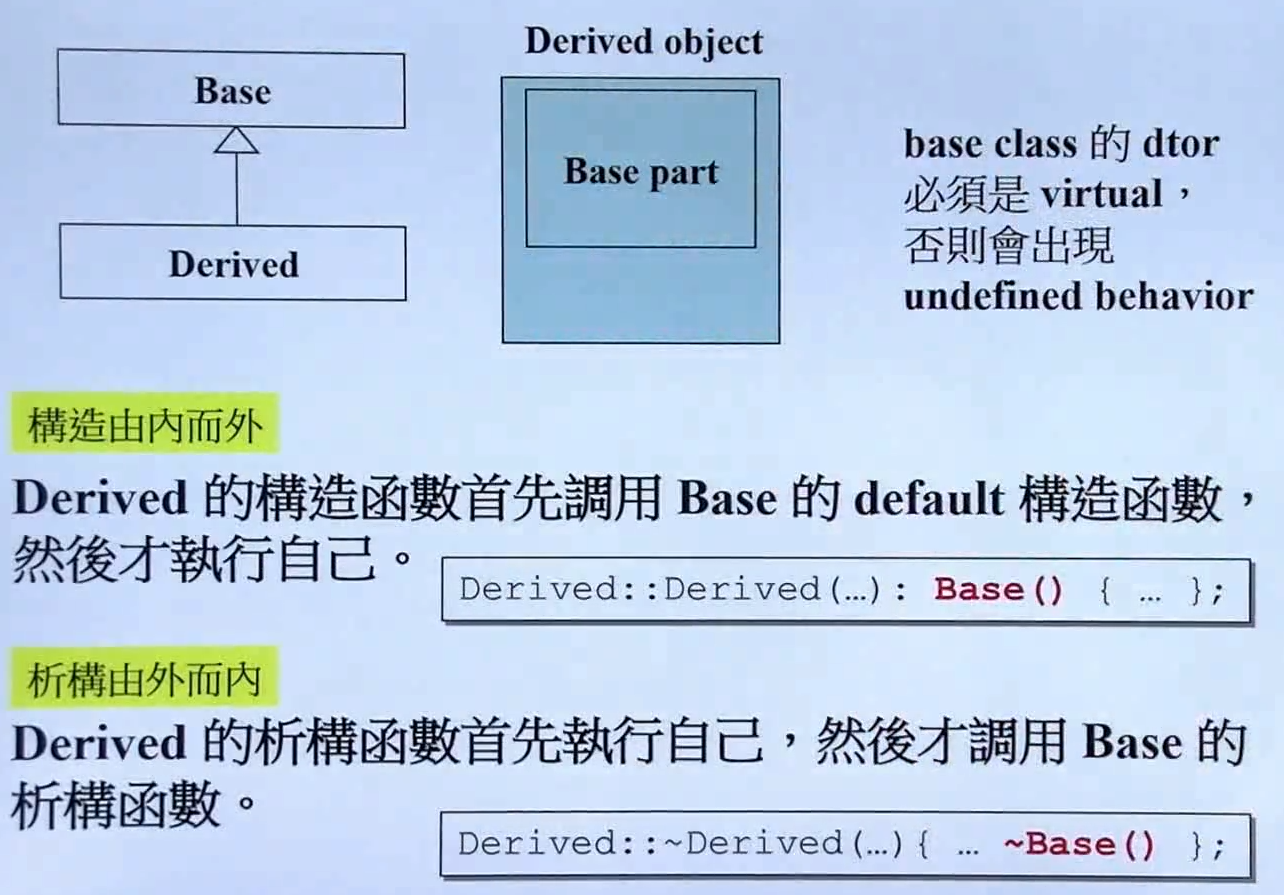 Base
Derived
Derived object
Base part
base class 的 dtor
必須是 virtual，
否則會出現
undefined behavior
構造由內而外
Derived 的構造函數首先調用 Base 的 default 構造函數，
然後才執行自己。
Derived::Derived(…): Base() { … };
析構由外而內
Derived 的析構函數首先執行自己，然後才調用 Base 的
析構函數。
Derived::~Derived(…){ … ~Base() };